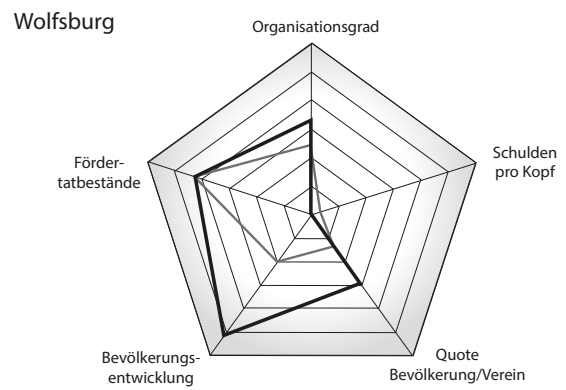 Wolfsburg
Organisationsgrad
Schulden
pro Kopf
Quote
Bevölkerung/Verein
Bevölkerungs-
entwicklung
Förder-
tatbestände